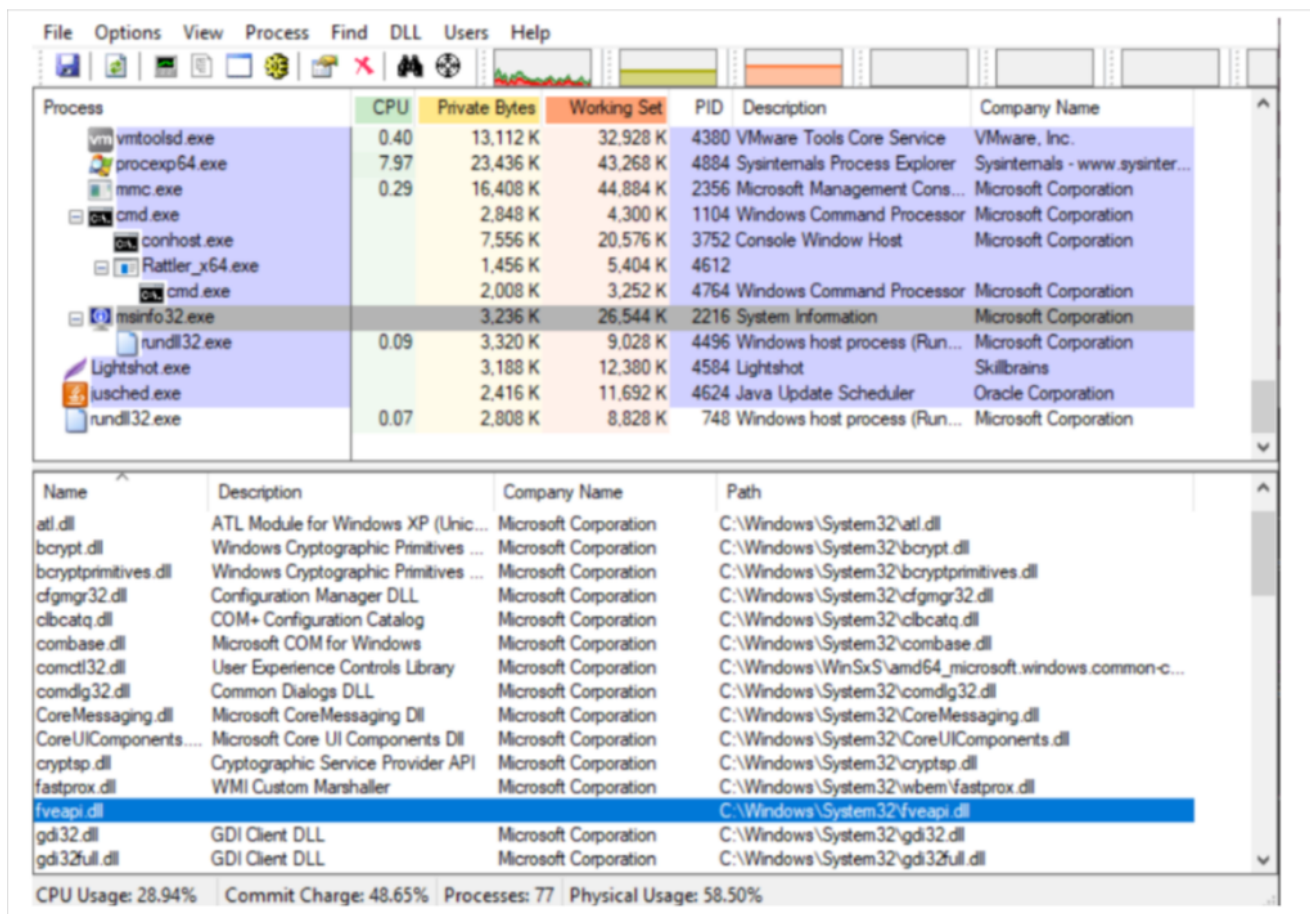 File Options View Process Find DLL Users Help
Process CPU Private Bytes Working Set PID Description Company Name
vmtoolsd.exe 0.40 13,112 K 32,928 K 4380 VMware Tools Core Service VMware, Inc.
procexp64.exe 7.97 23,436 K 43,268 K 4884 Sysinternals Process Explorer Sysinternals - www.sysinter...
mmc.exe 0.29 16,408 K 44,884 K 2356 Microsoft Management Cons... Microsoft Corporation
cmd.exe 2,848 K 4,300 K 1104 Windows Command Processor Microsoft Corporation
conhost.exe 7,556 K 20,576 K 3752 Console Window Host Microsoft Corporation
Rattler_x64.exe 1,456 K 5,404 K 4612
cmd.exe 2,008 K 3,252 K 4764 Windows Command Processor Microsoft Corporation
msinfo32.exe 3,236 K 26,544 K 2216 System Information Microsoft Corporation
rundll32.exe 0.09 3,320 K 9,028 K 4496 Windows host process (Run... Microsoft Corporation
Lightshot.exe 3,188 K 12,380 K 4584 Lightshot Skillbrains
jusched.exe 2,416 K 11,692 K 4624 Java Update Scheduler Oracle Corporation
rundll32.exe 0.07 2,808 K 8,828 K 748 Windows host process (Run... Microsoft Corporation
Name Description Company Name Path
atl.dll ATL Module for Windows XP (Unic... Microsoft Corporation C:\Windows\System32\atl.dll
bcrypt.dll Windows Cryptographic Primitives ... Microsoft Corporation C:\Windows\System32\bcrypt.dll
bcryptprimitives.dll Windows Cryptographic Primitives ... Microsoft Corporation C:\Windows\System32\bcryptprimitives.dll
cfgmgr32.dll Configuration Manager DLL Microsoft Corporation C:\Windows\System32\cfgmgr32.dll
clbcatq.dll COM+ Configuration Catalog Microsoft Corporation C:\Windows\System32\clbcatq.dll
combase.dll Microsoft COM for Windows Microsoft Corporation C:\Windows\System32\combase.dll
comctl32.dll User Experience Controls Library Microsoft Corporation C:\Windows\WinSxS\amd64_microsoft.windows.common-c...
comdlg32.dll Common Dialogs DLL Microsoft Corporation C:\Windows\System32\comdlg32.dll
CoreMessaging.dll Microsoft CoreMessaging Dll Microsoft Corporation C:\Windows\System32\CoreMessaging.dll
CoreUIComponents.... Microsoft Core UI Components Dll Microsoft Corporation C:\Windows\System32\CoreUIComponents.dll
cryptsp.dll Cryptographic Service Provider API Microsoft Corporation C:\Windows\System32\cryptsp.dll
fastprox.dll WMI Custom Marshaller Microsoft Corporation C:\Windows\System32\wbem\fastprox.dll
fveapi.dll C:\Windows\System32\fveapi.dll
gdi32.dll GDI Client DLL Microsoft Corporation C:\Windows\System32\gdi32.dll
gdi32full.dll GDI Client DLL Microsoft Corporation C:\Windows\System32\gdi32full.dll
CPU Usage: 28.94% Commit Charge: 48.65% Processes: 77 Physical Usage: 58.50%